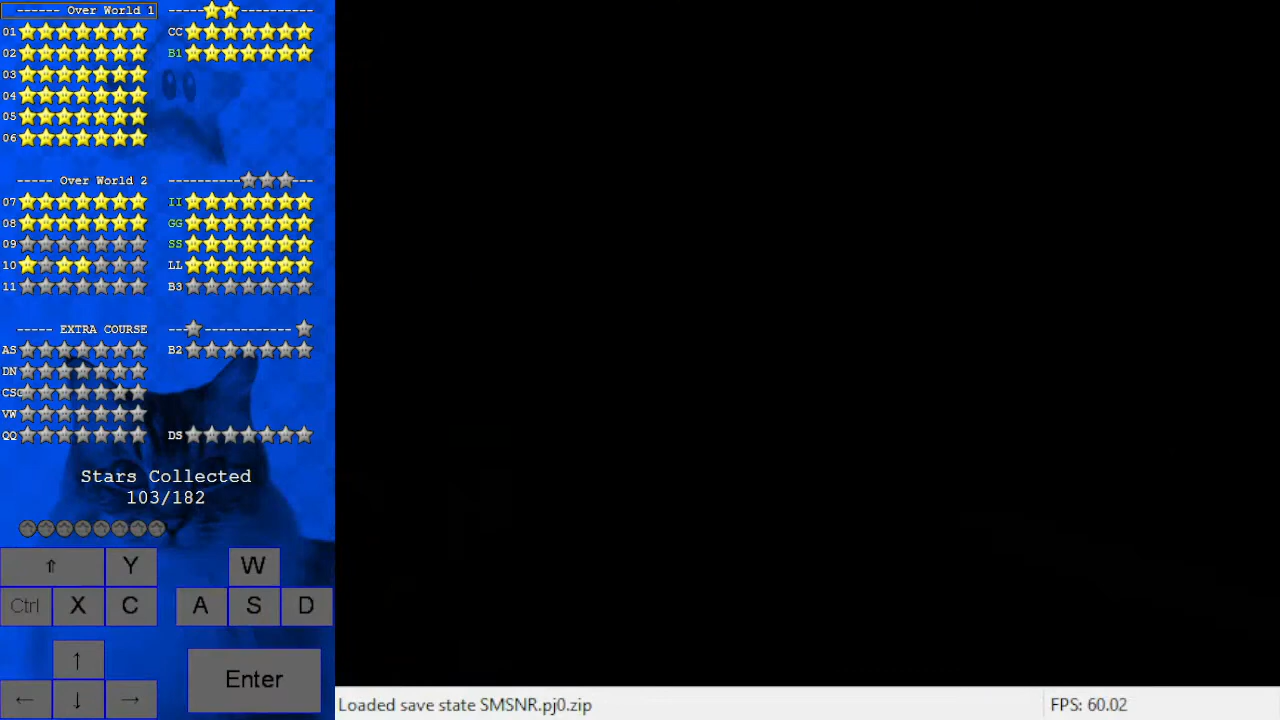 ------ Over World 1 ----- ----------
01 CC
02 B1
03
04
05
06
----- Over World 2 ---------- ---
07 II
08 GG
09 SS
10 LL
11 B3
----- EXTRA COURSE -- ------------
AS B2
DN
CSC
VW
QQ DS
Stars Collected
103/182
⇑ Y W
Ctrl X C A S D
↑ Enter
← ↓ →
Loaded save state SMSNR.pj0.zip FPS: 60.02